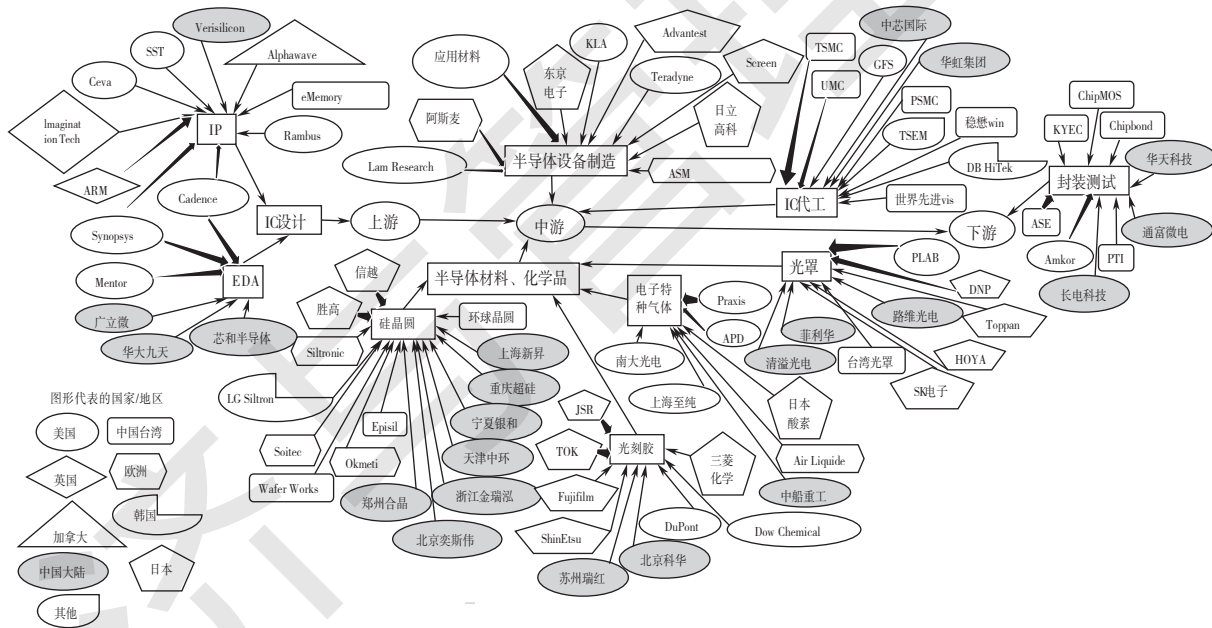 Verisilicon
SST
Alphawave
Ceva
eMemory
Imaginat
ion Tech
IP
Rambus
ARM
Cadence
IC设计
上游
Synopsys
Mentor
EDA
广立微
华大九天
芯和半导体
应用材料
东京
电子
KLA
Advantest
Teradyne
Screen
阿斯麦
日立
高科
Lam Research
半导体设备制造
ASM
中游
TSMC
UMC
中芯国际
GFS
华虹集团
PSMC
TSEM
稳懋win
DB HiTek
IC代工
世界先进vis
下游
ChipMOS
KYEC
Chipbond
华天科技
封装测试
ASE
通富微电
Amkor
PTI
长电科技
半导体材料、化学品
信越
胜高
硅晶圆
环球晶圆
Siltronic
上海新昇
重庆超硅
LG Siltron
Episil
宁夏银和
Soitec
Okmeti
天津中环
Wafer Works
郑州合晶
浙江金瑞泓
北京奕斯伟
电子特
种气体
Praxis
APD
南大光电
上海至纯
日本
酸素
Air Liquide
中船重工
光罩
PLAB
DNP
路维光电
Toppan
菲利华
清溢光电
台湾光罩
HOYA
SK电子
JSR
TOK
光刻胶
三菱
化学
Fujifilm
DuPont
Dow Chemical
ShinEtsu
北京科华
苏州瑞红
图形代表的国家/地区
美国
中国台湾
英国
欧洲
韩国
加拿大
中国大陆
日本
其他